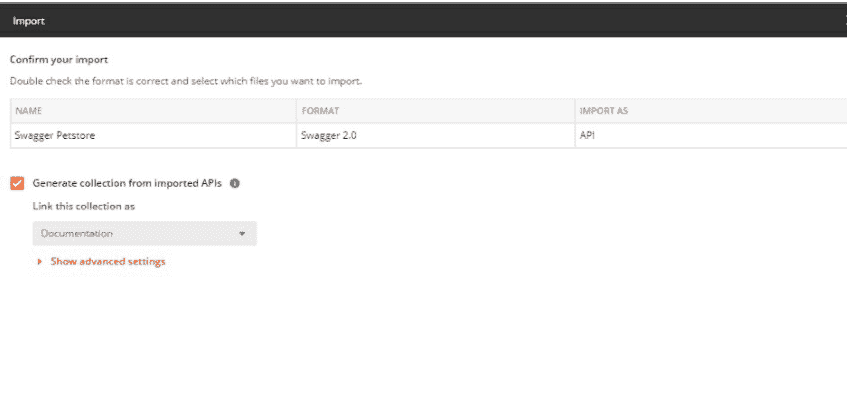 Import
Confirm your import
Double check the format is correct and select which files you want to import.
NAME FORMAT IMPORT AS
Swagger Petstore Swagger 2.0 API
Generate collection from imported APIs
Link this collection as
Documentation
Show advanced settings